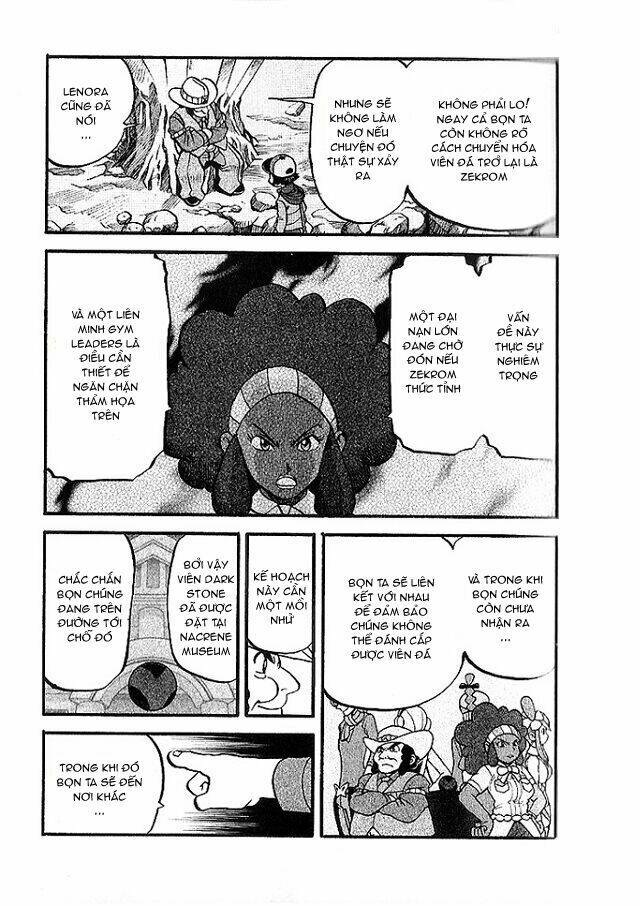 KHÔNG PHẢI LO!
NGAY CẢ BỌN TA
CÒN KHÔNG RÕ
CÁCH CHUYỂN HÓA
VIÊN ĐÁ TRỞ LẠI LÀ
ZEKROM
NHƯNG SẼ
KHÔNG LÀM
NGƠ NẾU
CHUYỆN ĐÓ
THẬT SỰ XẢY
RA
LENORA
CŨNG ĐÃ
NÓI
...
VẤN
ĐỀ NÀY
THỰC SỰ
NGHIÊM
TRỌNG
MỘT ĐẠI
NẠN LỚN
ĐANG CHỜ
ĐÓN NẾU
ZEKROM
THỨC TỈNH
VÀ MỘT LIÊN
MINH GYM
LEADERS LÀ
ĐIỀU CẦN
THIẾT ĐỂ
NGĂN CHẶN
THẢM HỌA
TRÊN
VÀ TRONG KHI
BỌN CHÚNG
CÒN CHƯA
NHẬN RA
...
BỌN TA SẼ LIÊN
KẾT VỚI NHAU
ĐỂ ĐẢM BẢO
CHÚNG KHÔNG
THỂ ĐÁNH CẮP
ĐƯỢC VIÊN ĐÁ
KẾ HOẠCH
NÀY CẦN
MỘT MỒI
NHỬ
BỞI VẬY
VIÊN DARK
STONE
ĐÃ ĐƯỢC
ĐẶT TẠI
NACRENE
MUSEUM
CHẮC CHẮN
BỌN CHÚNG
ĐANG TRÊN
ĐƯỜNG TỚI
CHỖ ĐÓ
TRONG KHI ĐÓ
BỌN TA SẼ ĐẾN
NƠI KHÁC
...